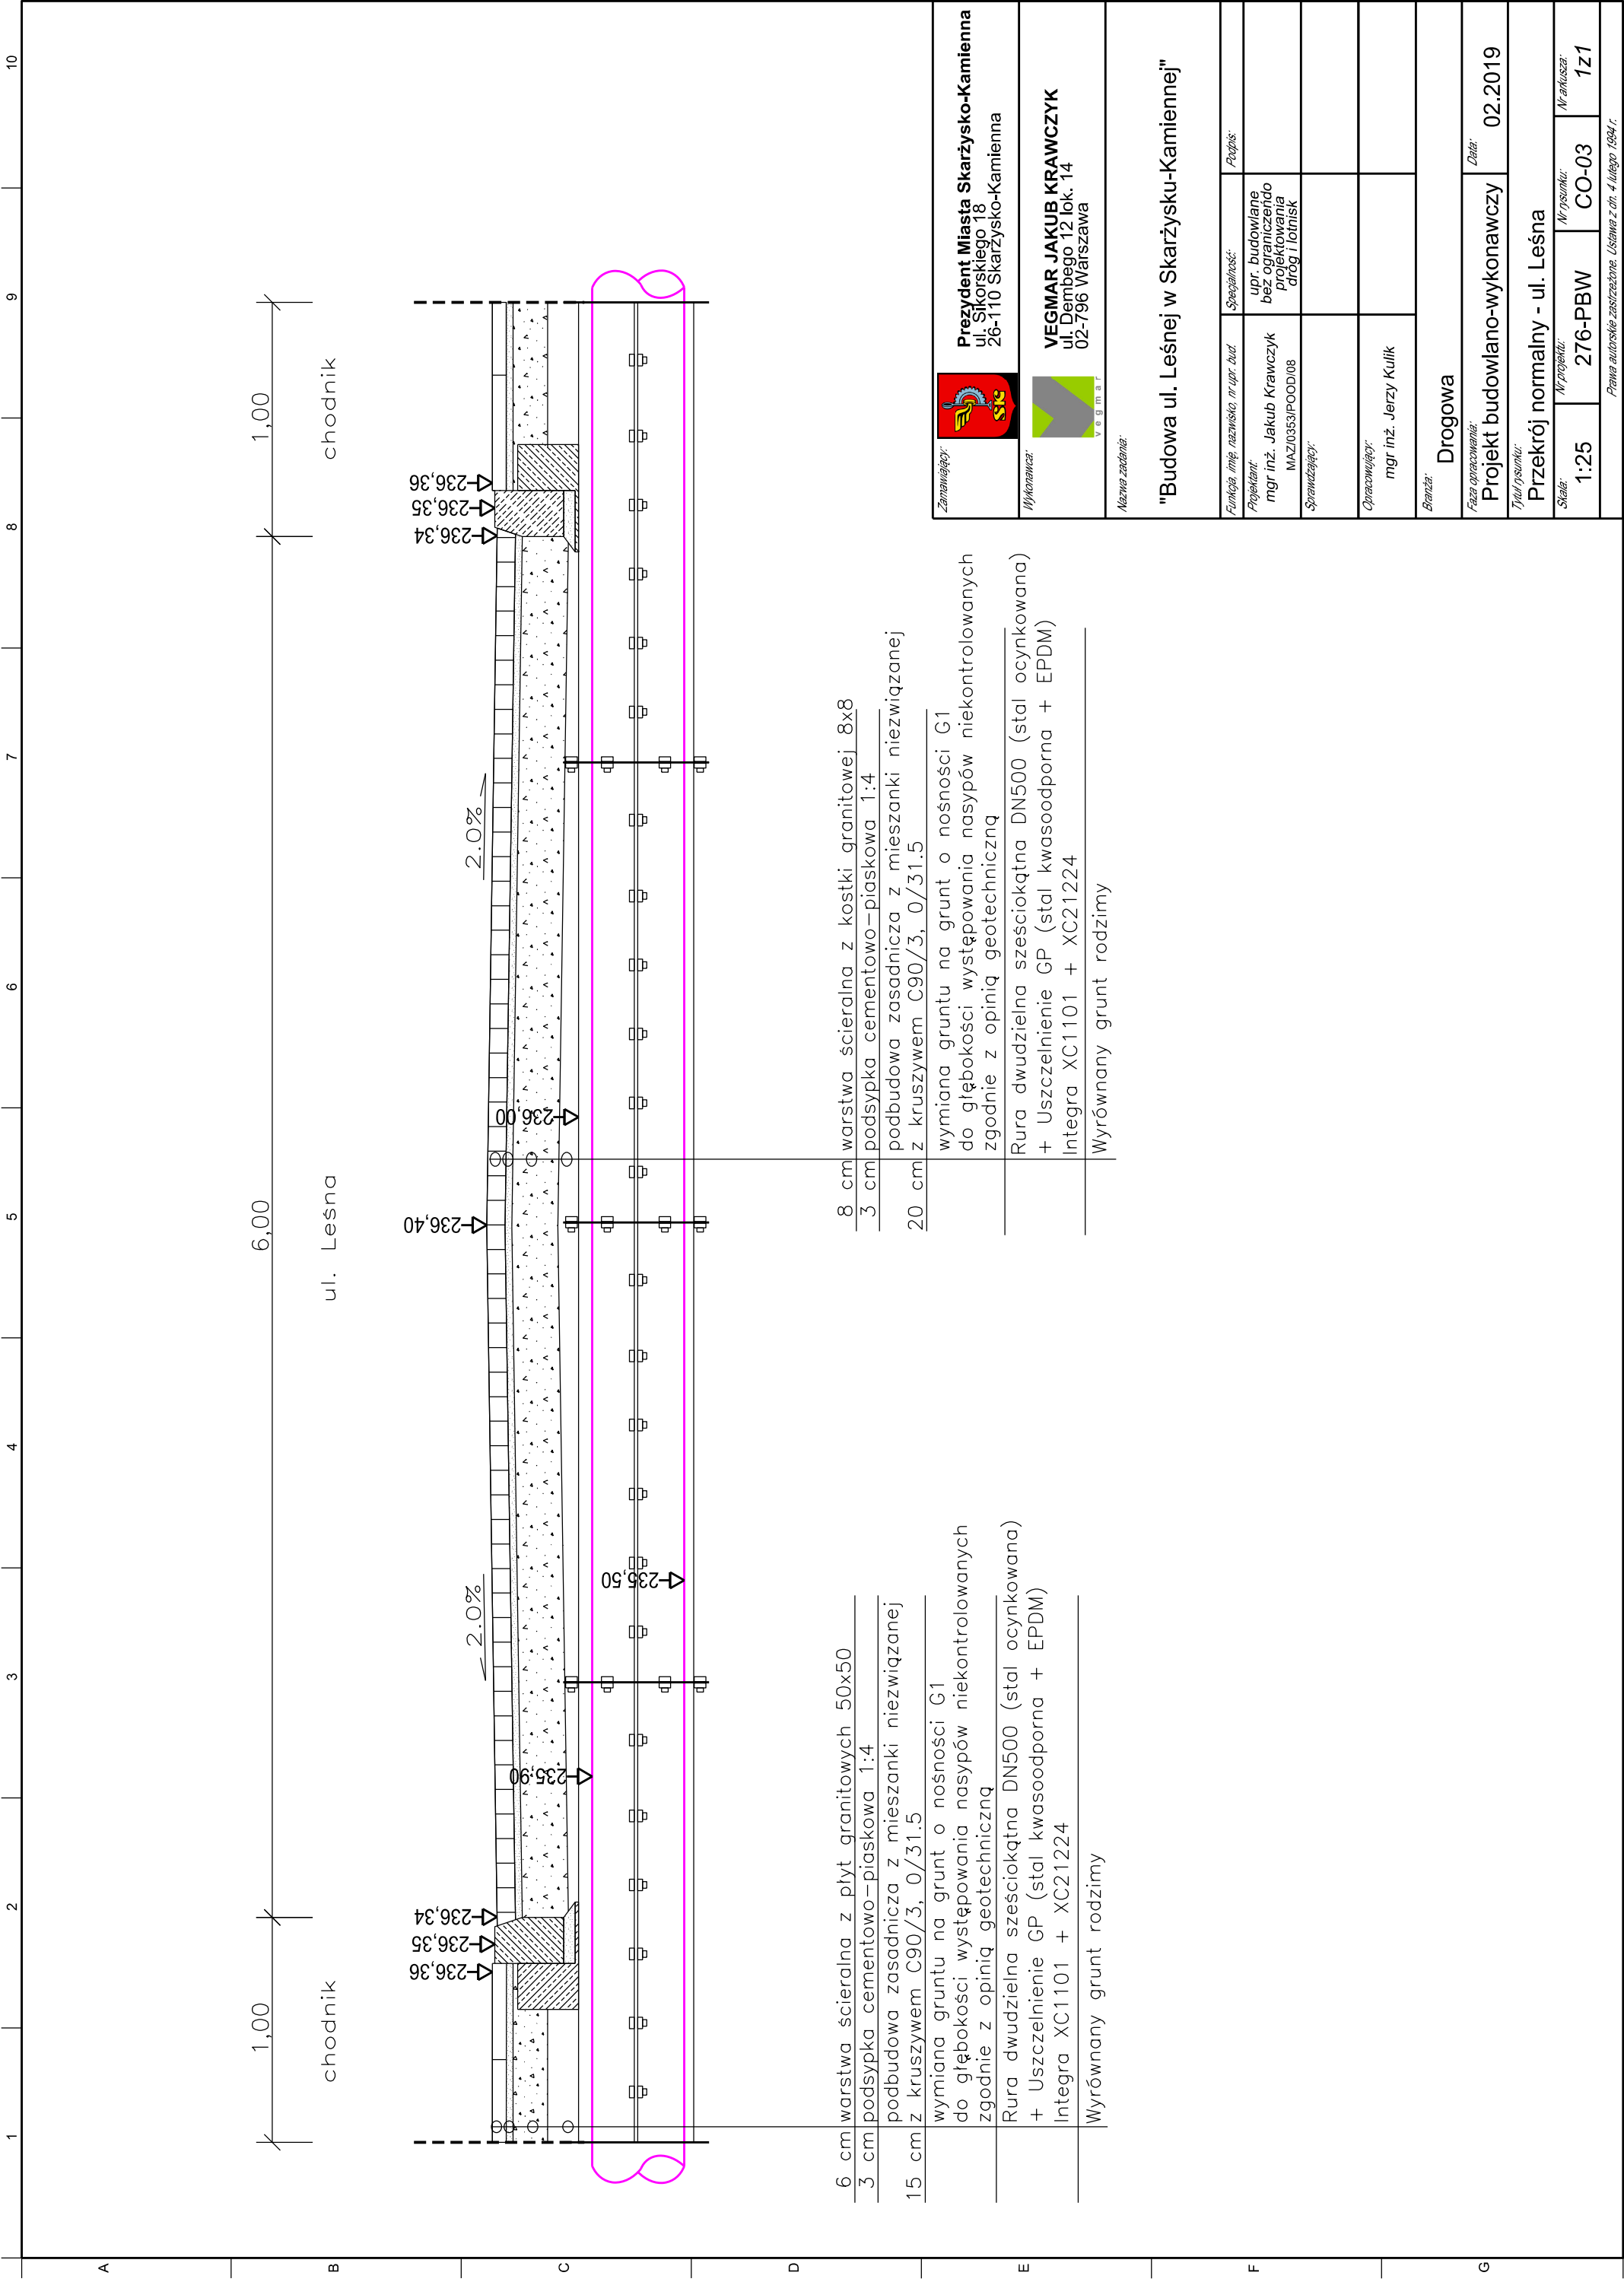 1
2
3
4
5
6
7
8
9
10
A
B
C
D
E
F
G
1,00
6,00
1,00
chodnik
ul. Leśna
chodnik
236,36
236,35
236,34
2.0%
236,40
2.0%
236,34
236,35
236,36
235,90
235,50
236,00
6 cm warstwa ścieralna z płyt granitowych 50x50
3 cm podsypka cementowo-piaskowa 1:4
podbudowa zasadnicza z mieszanki niezwiązanej
15 cm z kruszywem C90/3, 0/31.5
wymiana gruntu na grunt o nośności G1
do głębokości występowania nasypów niekontrolowanych
zgodnie z opinią geotechniczną
Rura dwudzielna sześciokątna DN500 (stal ocynkowana)
+ Uszczelnienie GP (stal kwasoodporna + EPDM)
Integra XC1101 + XC21224
Wyrównany grunt rodzimy
8 cm warstwa ścieralna z kostki granitowej 8x8
3 cm podsypka cementowo-piaskowa 1:4
podbudowa zasadnicza z mieszanki niezwiązanej
20 cm z kruszywem C90/3, 0/31.5
wymiana gruntu na grunt o nośności G1
do głębokości występowania nasypów niekontrolowanych
zgodnie z opinią geotechniczną
Rura dwudzielna sześciokątna DN500 (stal ocynkowana)
+ Uszczelnienie GP (stal kwasoodporna + EPDM)
Integra XC1101 + XC21224
Wyrównany grunt rodzimy
Zamawiający:
SK
Prezydent Miasta Skarżysko-Kamienna
ul. Sikorskiego 18
26-110 Skarżysko-Kamienna
Wykonawca:
vegmar
VEGMAR JAKUB KRAWCZYK
ul. Dembego 12 lok. 14
02-796 Warszawa
Nazwa zadania:
"Budowa ul. Leśnej w Skarżysku-Kamiennej"
Funkcja, imię, nazwisko, nr upr. bud. Specjalność: Podpis:
Projektant:
mgr inż. Jakub Krawczyk
MAZ/0353/POOD/08
upr. budowlane
bez ograniczeńdo
projektowania
dróg i lotnisk
Sprawdzający:
Opracowujący:
mgr inż. Jerzy Kulik
Branża:
Drogowa
Faza opracowania:
Projekt budowlano-wykonawczy
Data:
02.2019
Tytuł rysunku:
Przekrój normalny - ul. Leśna
Skala:
1:25
Nr projektu:
276-PBW
Nr rysunku:
CO-03
Nr arkusza:
1z1
Prawa autorskie zastrzeżone. Ustawa z dn. 4 lutego 1994 r.